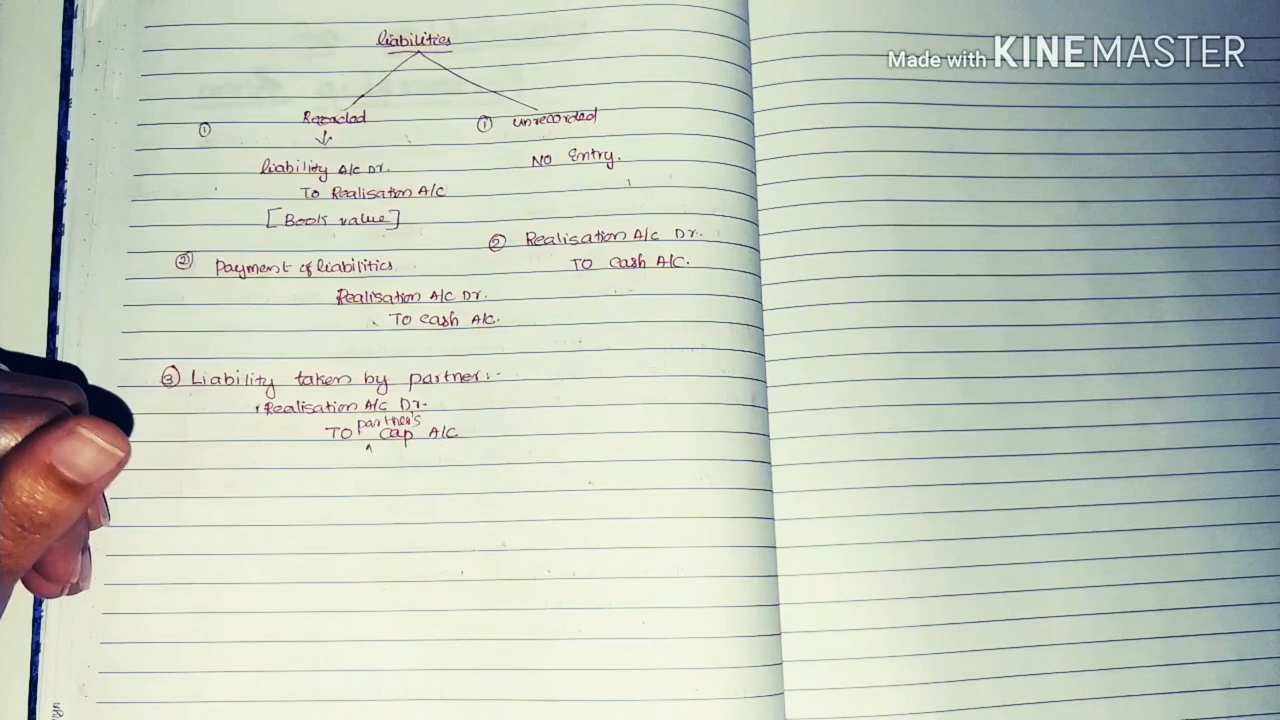 Made with KINEMASTER
liabilities
Recorded
① 
liability A/c Dr.
To Realisation A/c
[Book value]
② Payment of liabilities
Realisation A/c Dr.
To cash A/c.
① unrecorded
NO Entry.
② Realisation A/c Dr.
TO Cash A/c.
③ Liability taken by partner:-
Realisation A/c Dr.
TO partner's cap A/c